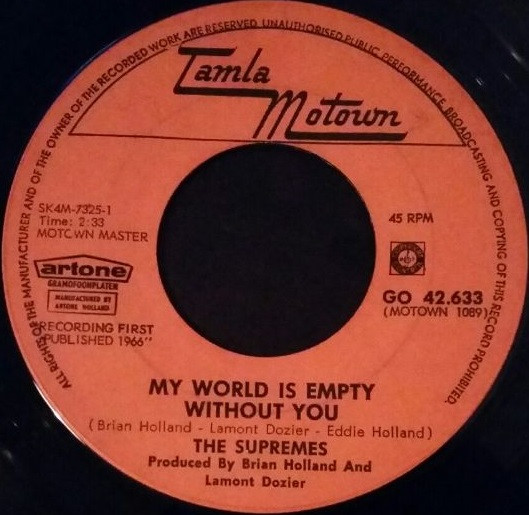 ALL RIGHTS OF THE MANUFACTURER AND OF THE OWNER OF THE RECORDED WORK ARE RESERVED. UNAUTHORISED PUBLIC PERFORMANCE, BROADCASTING AND COPYING OF THIS RECORD PROHIBITED.
Tamla
Motown
SK4M-7325-1
Time: 2:33
MOTOWN MASTER
45 RPM
artone
GRAMOFOONPLATEN
MANUFACTURED BY
ARTONE HOLLAND
GO 42.633
(MOTOWN 1089)
RECORDING FIRST
PUBLISHED 1966"
MY WORLD IS EMPTY
WITHOUT YOU
(Brian Holland - Lamont Dozier - Eddie Holland)
THE SUPREMES
Produced By Brian Holland And
Lamont Dozier